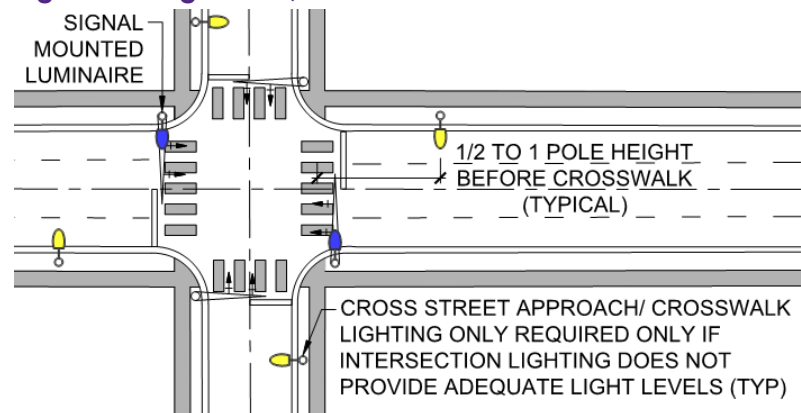 SIGNAL
MOUNTED
LUMINAIRE
1/2 TO 1 POLE HEIGHT
BEFORE CROSSWALK
(TYPICAL)
CROSS STREET APPROACH/ CROSSWALK
LIGHTING ONLY REQUIRED ONLY IF
INTERSECTION LIGHTING DOES NOT
PROVIDE ADEQUATE LIGHT LEVELS (TYP)